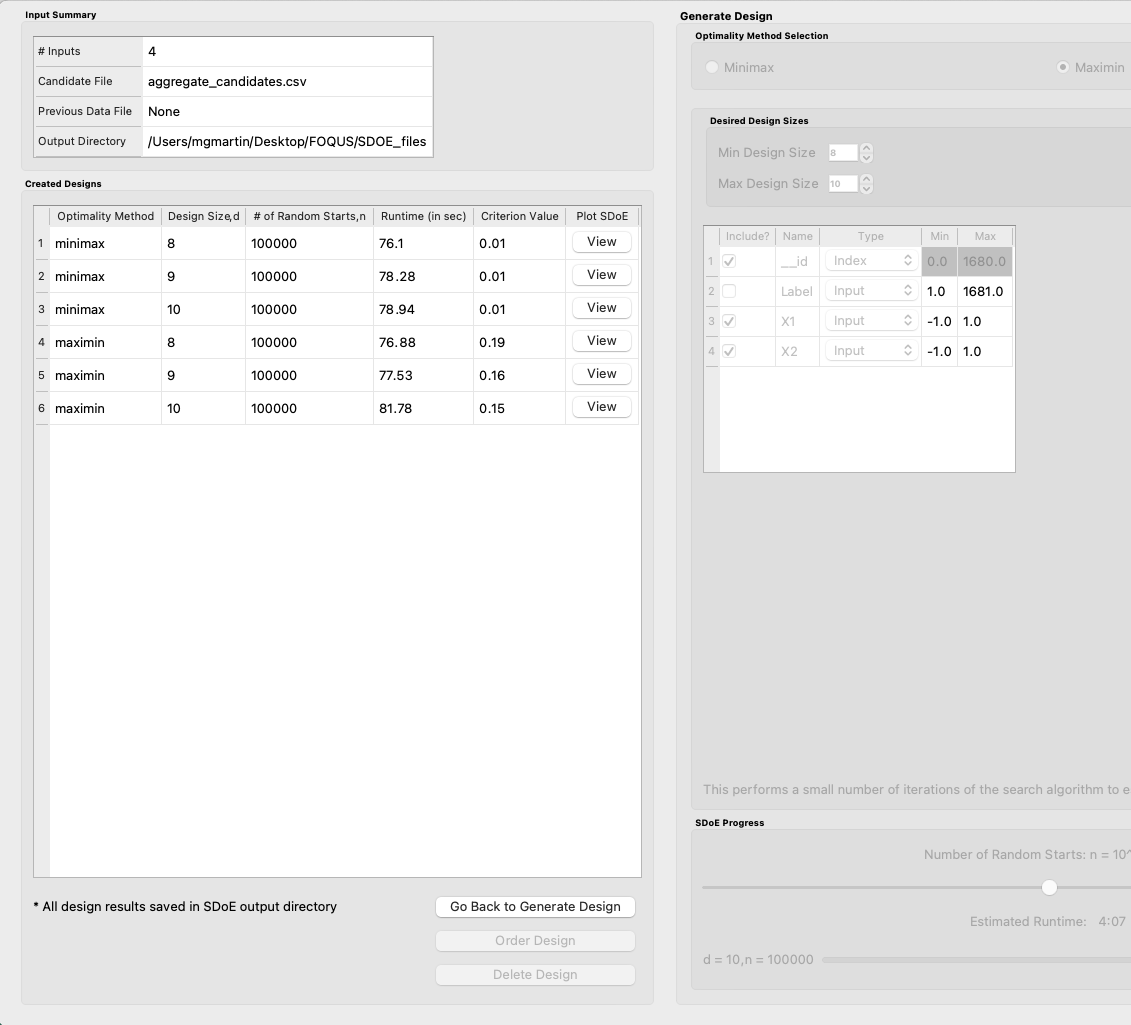 Input Summary
# Inputs 4
Candidate File aggregate_candidates.csv
Previous Data File None
Output Directory /Users/mgmartin/Desktop/FOQUS/SDOE_files
Created Designs
Optimality Method Design Size,d # of Random Starts,n Runtime (in sec) Criterion Value Plot SDoE
1 minimax 8 100000 76.1 0.01 View
2 minimax 9 100000 78.28 0.01 View
3 minimax 10 100000 78.94 0.01 View
4 maximin 8 100000 76.88 0.19 View
5 maximin 9 100000 77.53 0.16 View
6 maximin 10 100000 81.78 0.15 View
* All design results saved in SDoE output directory
Go Back to Generate Design
Order Design
Delete Design
Generate Design
Optimality Method Selection
Minimax Maximin
Desired Design Sizes
Min Design Size 8
Max Design Size 10
Include? Name Type Min Max
1 __id Index 0.0 1680.0
2 Label Input 1.0 1681.0
3 X1 Input -1.0 1.0
4 X2 Input -1.0 1.0
This performs a small number of iterations of the search algorithm to e
SDoE Progress
Number of Random Starts: n = 10^
Estimated Runtime: 4:07
d = 10,n = 100000